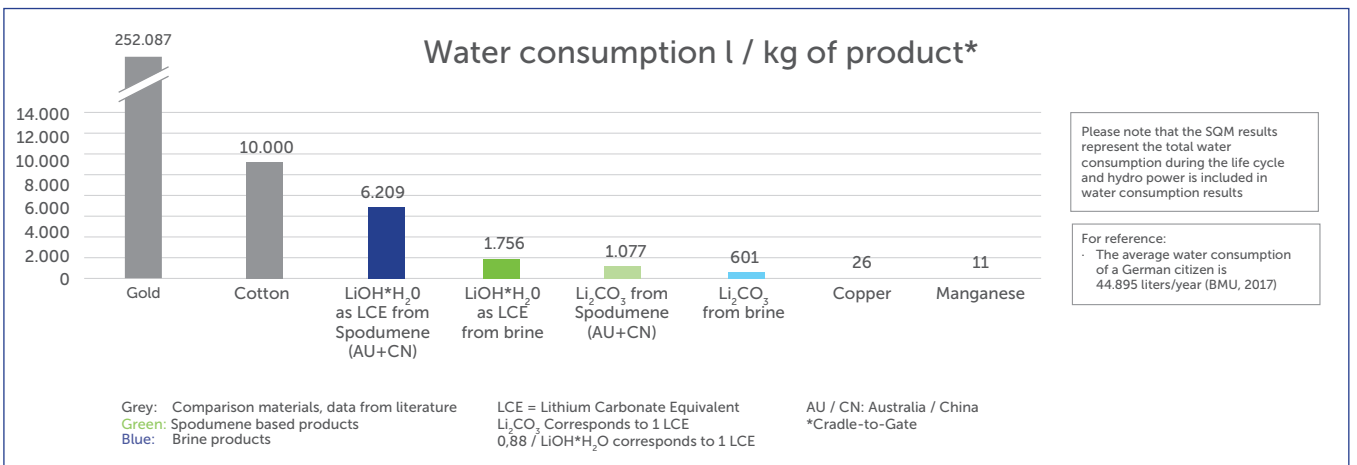 Water consumption l / kg of product*
252.087
14.000
12.000
10.000
8.000
6.000
4.000
2.000
0
10.000
6.209
1.756
1.077
601
26
11
Gold
Cotton
LiOH*H₂0
as LCE from
Spodumene
(AU+CN)
LiOH*H₂0
as LCE
from brine
Li₂CO₃ from
Spodumene
(AU+CN)
Li₂CO₃
from brine
Copper
Manganese
Please note that the SQM results
represent the total water
consumption during the life cycle
and hydro power is included in
water consumption results
For reference:
· The average water consumption
of a German citizen is
44.895 liters/year (BMU, 2017)
Grey: Comparison materials, data from literature
Green: Spodumene based products
Blue: Brine products
LCE = Lithium Carbonate Equivalent
Li₂CO₃ Corresponds to 1 LCE
0,88 / LiOH*H₂O corresponds to 1 LCE
AU / CN: Australia / China
*Cradle-to-Gate